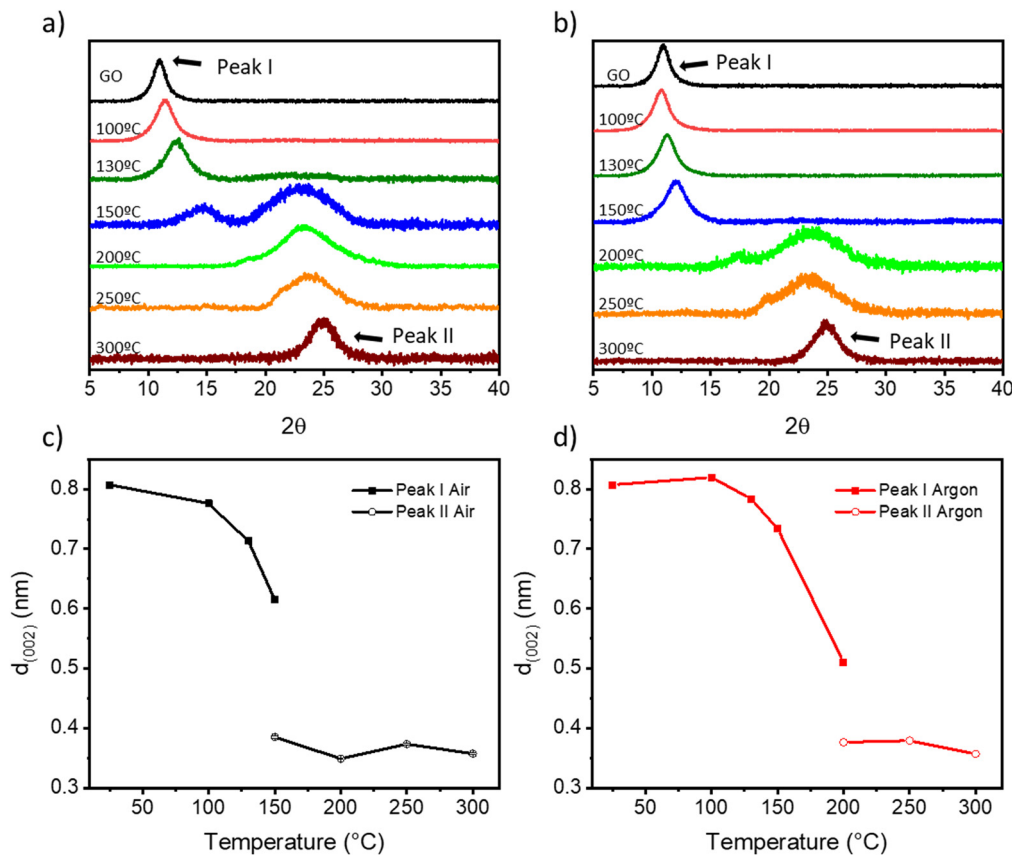 a)
GO
Peak I
100ºC
130ºC
150ºC
200ºC
250ºC
300ºC
Peak II
5 10 15 20 25 30 35 40
2θ
b)
GO
Peak I
100ºC
130ºC
150ºC
200ºC
250ºC
300ºC
Peak II
5 10 15 20 25 30 35 40
2θ
c)
Peak I Air
Peak II Air
0.8
0.7
0.6
0.5
0.4
0.3
d(002) (nm)
50 100 150 200 250 300
Temperature (°C)
d)
Peak I Argon
Peak II Argon
0.8
0.7
0.6
0.5
0.4
0.3
d(002) (nm)
50 100 150 200 250 300
Temperature (°C)